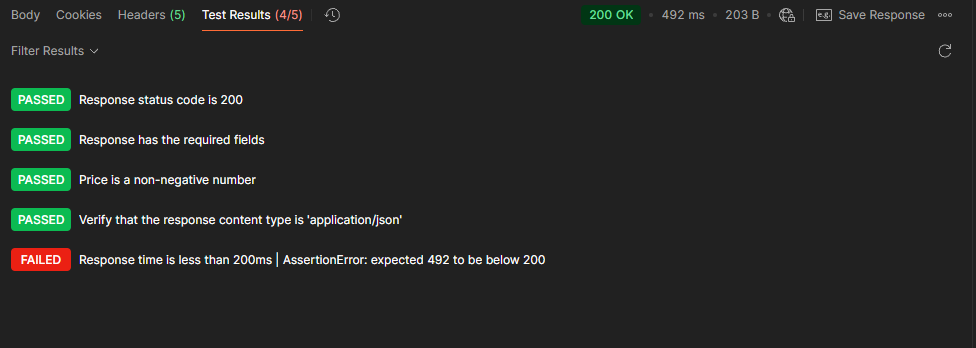 Body Cookies Headers (5) Test Results (4/5) 200 OK • 492 ms • 203 B • e.g. Save Response
Filter Results
PASSED Response status code is 200
PASSED Response has the required fields
PASSED Price is a non-negative number
PASSED Verify that the response content type is 'application/json'
FAILED Response time is less than 200ms | AssertionError: expected 492 to be below 200